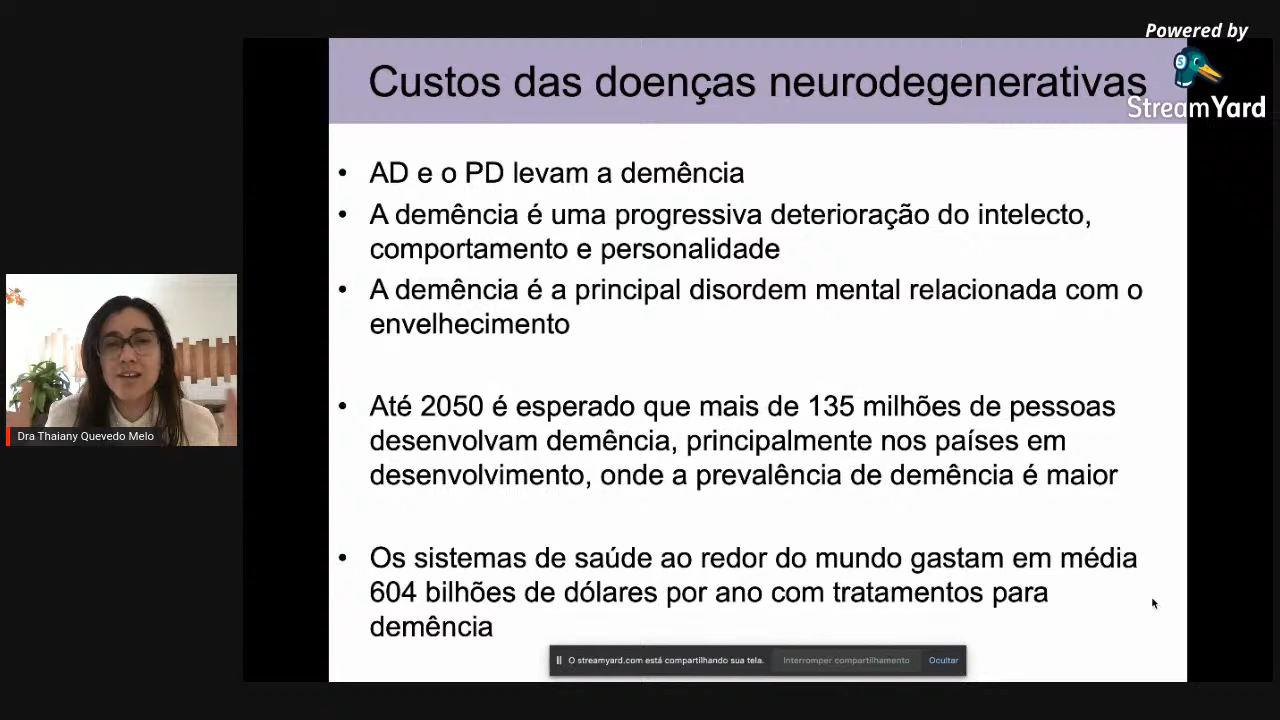 Powered by
StreamYard
Custos das doenças neurodegenerativas
• AD e o PD levam a demência
• A demência é uma progressiva deterioração do intelecto,
comportamento e personalidade
• A demência é a principal disordem mental relacionada com o
envelhecimento
• Até 2050 é esperado que mais de 135 milhões de pessoas
desenvolvam demência, principalmente nos países em
desenvolvimento, onde a prevalência de demência é maior
• Os sistemas de saúde ao redor do mundo gastam em média
604 bilhões de dólares por ano com tratamentos para
demência
Dra Thaiany Quevedo Melo
O streamyard.com está compartilhando sua tela. Interromper compartilhamento Ocultar